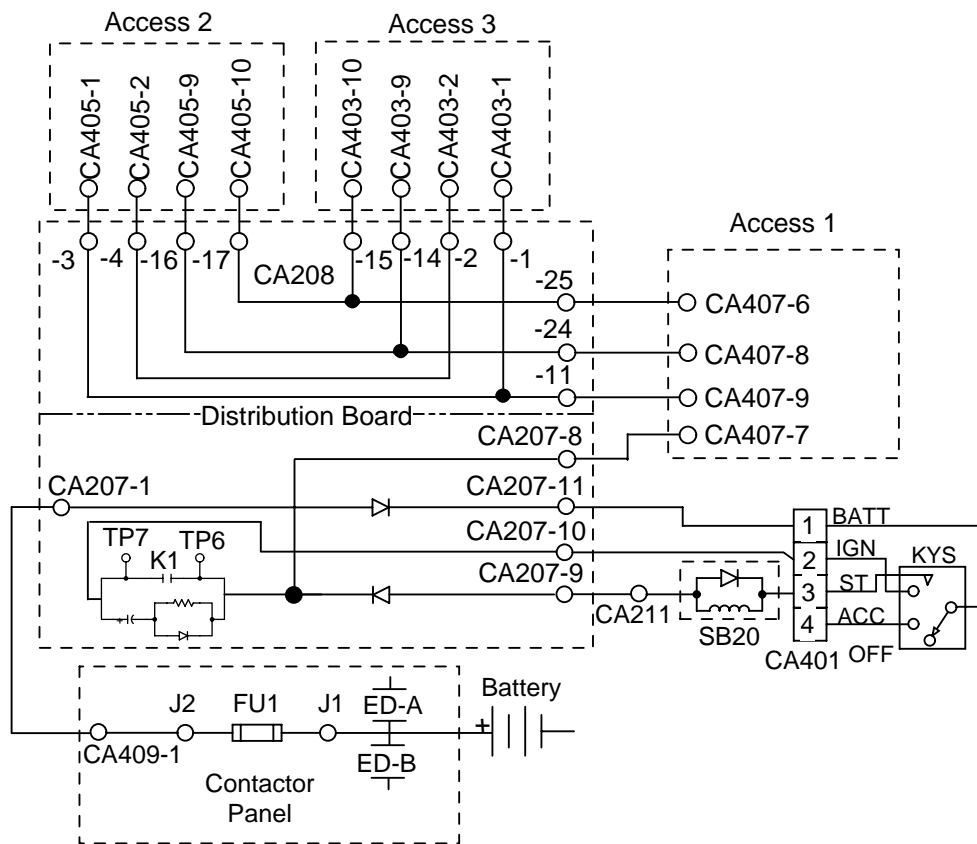 Access 2
Access 3
CA405-1
CA405-2
CA405-9
CA405-10
CA403-10
CA403-9
CA403-2
CA403-1
Access 1
-3
-4
-16
-17
CA208
-15
-14
-2
-1
-25
CA407-6
-24
CA407-8
-11
CA407-9
Distribution Board
CA207-8
CA407-7
CA207-1
CA207-11
1
BATT
TP7
K1
TP6
CA207-10
2
IGN
KYS
CA207-9
3
ST
+
CA211
SB20
4
ACC
CA401
OFF
J2
FU1
J1
ED-A
Battery
+
CA409-1
ED-B
Contactor
Panel